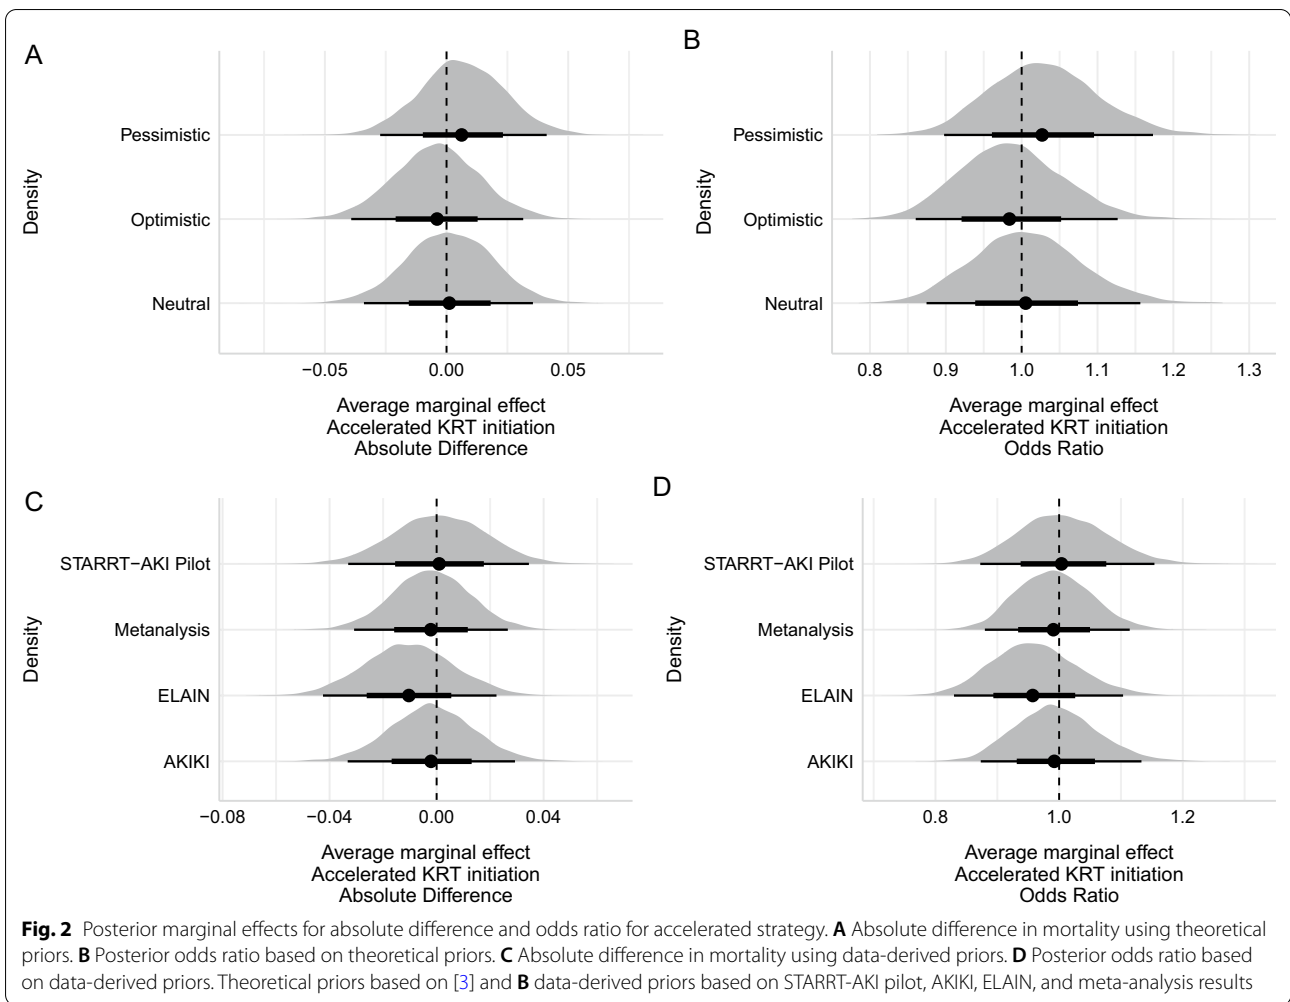 A
Pessimistic
Optimistic
Neutral
Density
−0.05 0.00 0.05
Average marginal effect
Accelerated KRT initiation
Absolute Difference
B
Pessimistic
Optimistic
Neutral
Density
0.8 0.9 1.0 1.1 1.2 1.3
Average marginal effect
Accelerated KRT initiation
Odds Ratio
C
STARRT−AKI Pilot
Metanalysis
ELAIN
AKIKI
Density
−0.08 −0.04 0.00 0.04
Average marginal effect
Accelerated KRT initiation
Absolute Difference
D
STARRT−AKI Pilot
Metanalysis
ELAIN
AKIKI
Density
0.8 1.0 1.2
Average marginal effect
Accelerated KRT initiation
Odds Ratio
Fig. 2 Posterior marginal effects for absolute difference and odds ratio for accelerated strategy. A Absolute difference in mortality using theoretical
priors. B Posterior odds ratio based on theoretical priors. C Absolute difference in mortality using data-derived priors. D Posterior odds ratio based
on data-derived priors. Theoretical priors based on [3] and B data-derived priors based on STARRT-AKI pilot, AKIKI, ELAIN, and meta-analysis results